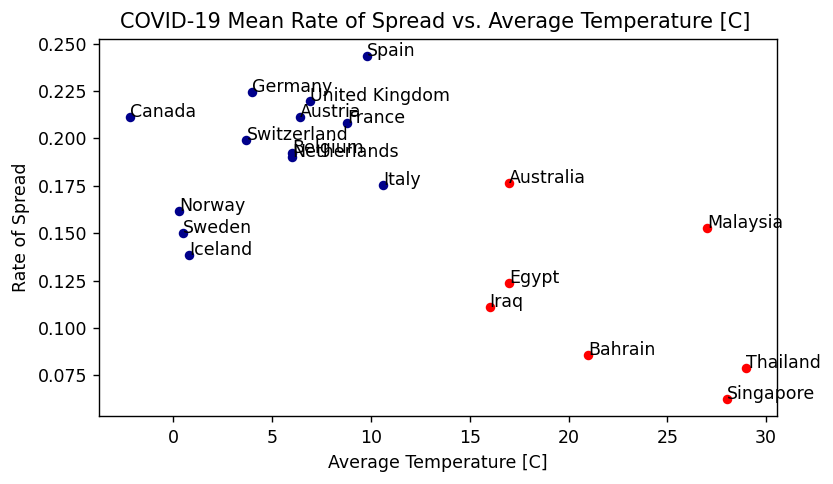 COVID-19 Mean Rate of Spread vs. Average Temperature [C]
0.250
0.225
0.200
0.175
0.150
0.125
0.100
0.075
Rate of Spread
Spain
Germany
United Kingdom
Canada
Austria
France
Switzerland
Belgium
Netherlands
Italy
Australia
Norway
Malaysia
Sweden
Iceland
Egypt
Iraq
Bahrain
Thailand
Singapore
0
5
10
15
20
25
30
Average Temperature [C]